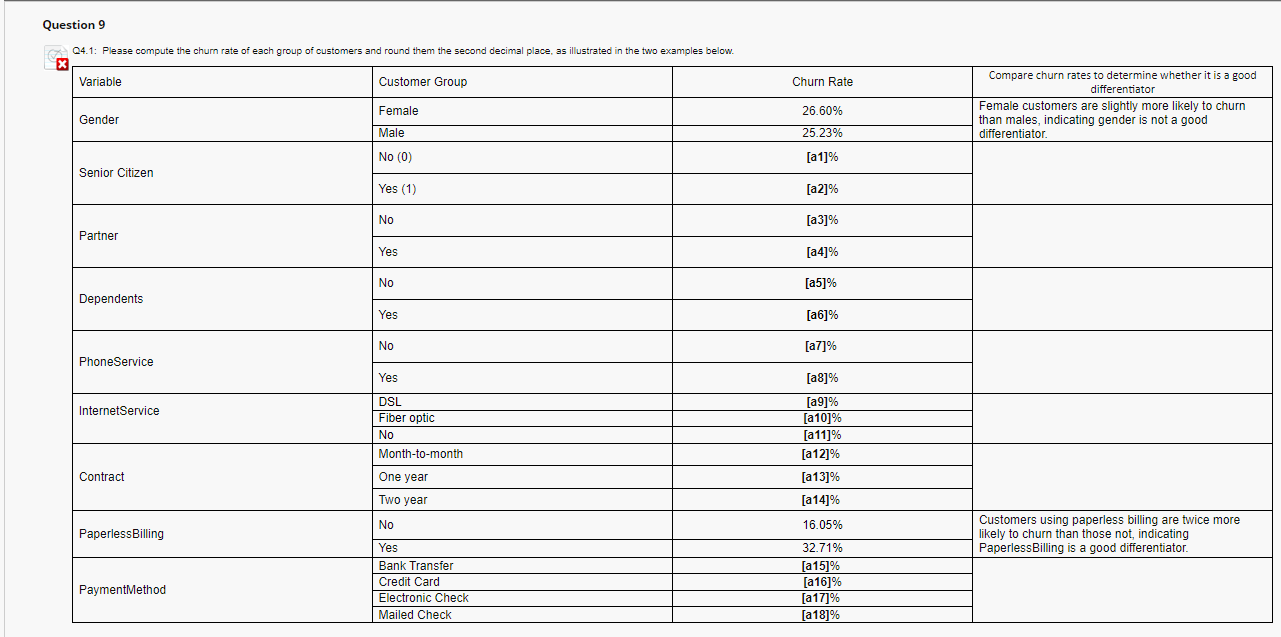 Question 9
Q4.1: Please compute the churn rate of each group of customers and round them the second decimal place, as illustrated in the two examples below.
Variable
Customer Group
Churn Rate
Compare churn rates to determine whether it is a good
differentiator
Gender
Female
26.60%
Female customers are slightly more likely to churn
than males, indicating gender is not a good
differentiator.
Male
25.23%
Senior Citizen
No (0)
[a1]%
Yes (1)
[a2]%
Partner
No
[a3]%
Yes
[a4]%
Dependents
No
[a5]%
Yes
[a6]%
PhoneService
No
[a7]%
Yes
[a8]%
InternetService
DSL
[a9]%
Fiber optic
[a10]%
No
[a11]%
Contract
Month-to-month
[a12]%
One year
[a13]%
Two year
[a14]%
PaperlessBilling
No
16.05%
Customers using paperless billing are twice more
likely to churn than those not, indicating
PaperlessBilling is a good differentiator.
Yes
32.71%
PaymentMethod
Bank Transfer
[a15]%
Credit Card
[a16]%
Electronic Check
[a17]%
Mailed Check
[a18]%